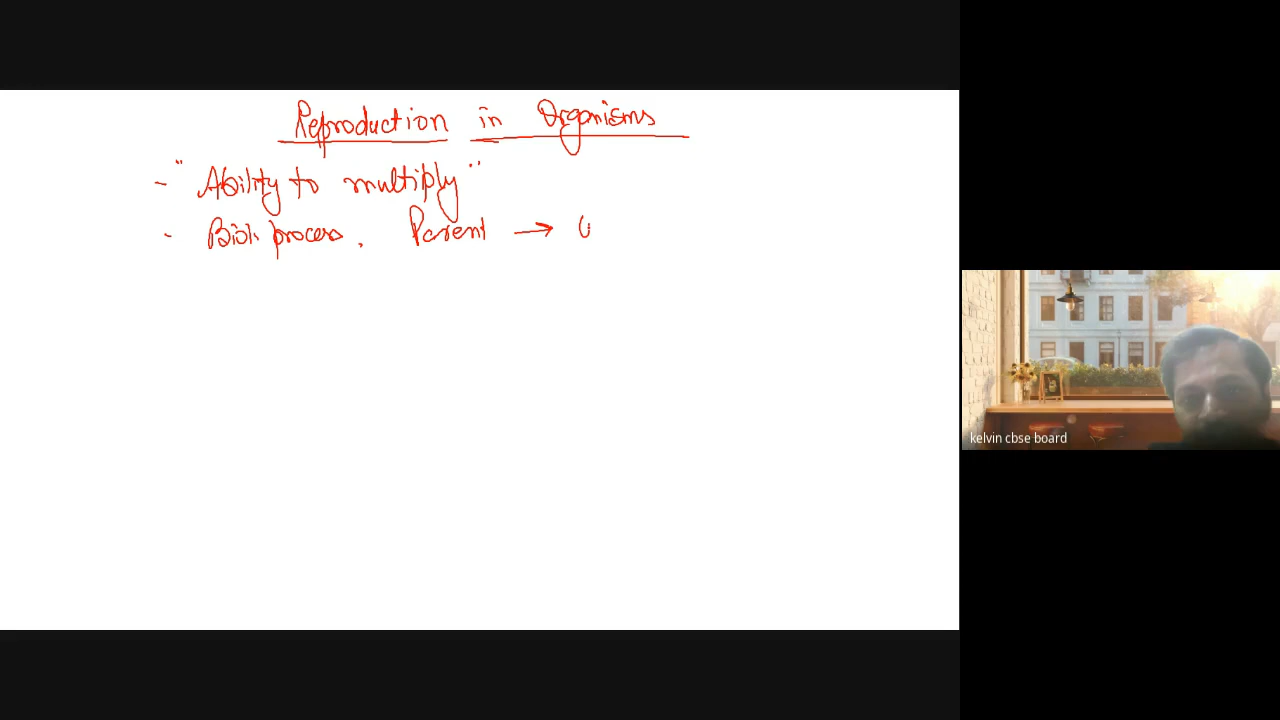 Reproduction in Organisms
- "Ability to multiply"
- Biol. process, Parent → O
kelvin cbse board